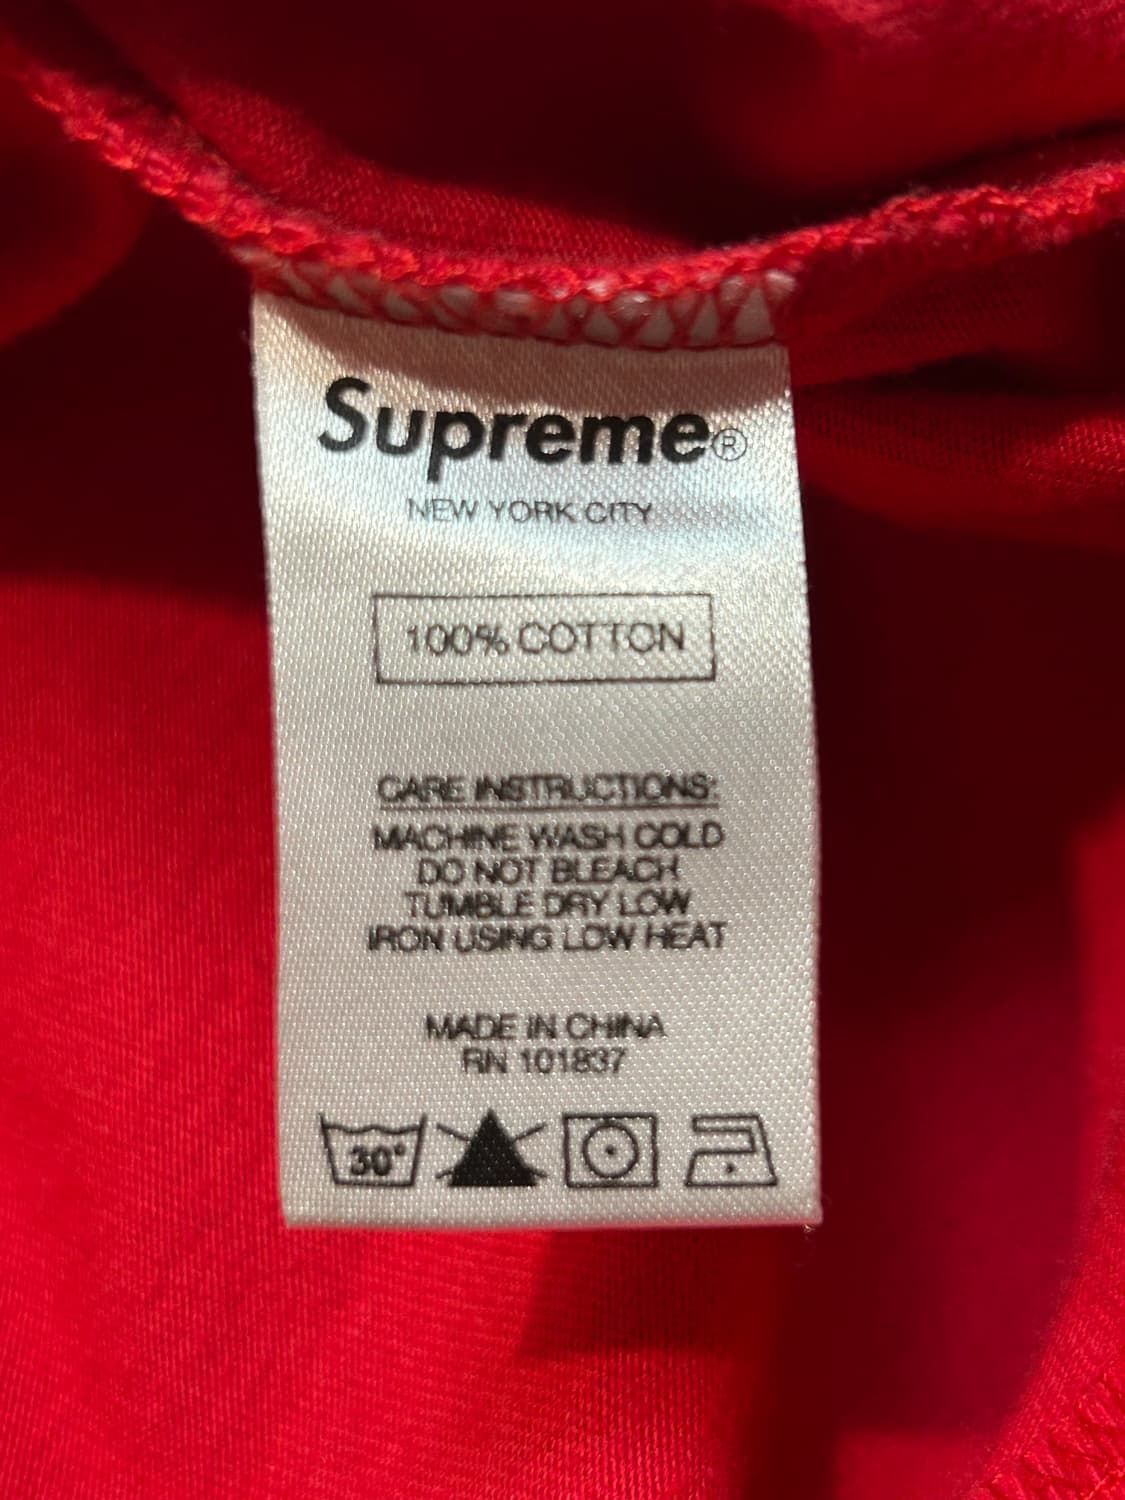 Supreme®
NEW YORK CITY
100% COTTON
CARE INSTRUCTIONS:
MACHINE WASH COLD
DO NOT BLEACH
TUMBLE DRY LOW
IRON USING LOW HEAT
MADE IN CHINA
RN 101837
30°